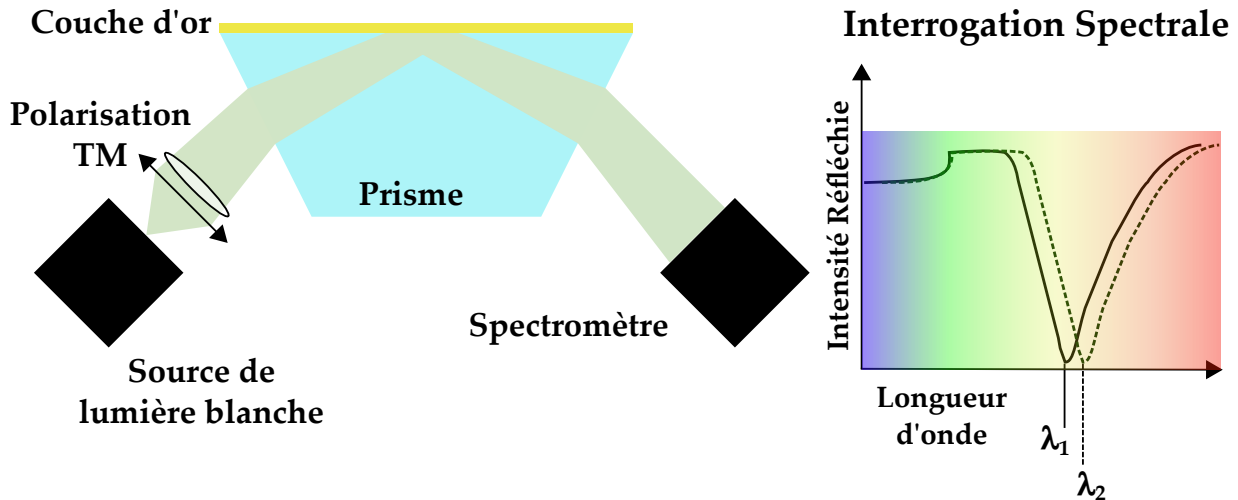 Couche d'or
Polarisation
TM
Prisme
Spectromètre
Source de
lumière blanche
Interrogation Spectrale
Intensité Réfléchie
Longueur
d'onde
λ1
λ2